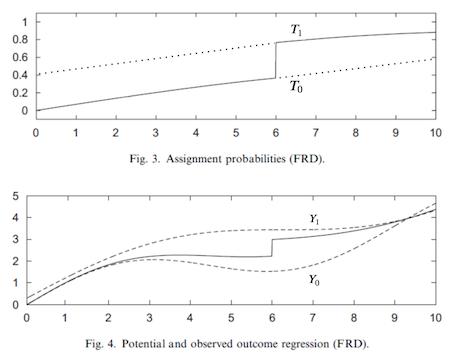 1
0.8
0.6
0.4
0.2
0
T1
T0
0 1 2 3 4 5 6 7 8 9 10
Fig. 3. Assignment probabilities (FRD).
5
4
3
2
1
0
Y1
Y0
0 1 2 3 4 5 6 7 8 9 10
Fig. 4. Potential and observed outcome regression (FRD).